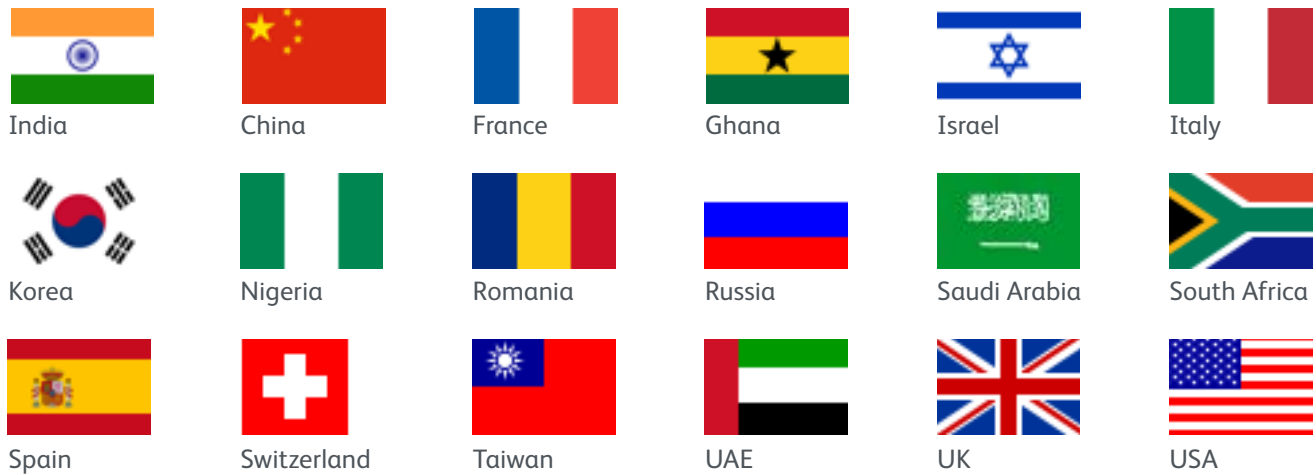 India
China
France
Ghana
Israel
Italy
Korea
Nigeria
Romania
Russia
Saudi Arabia
South Africa
Spain
Switzerland
Taiwan
UAE
UK
USA